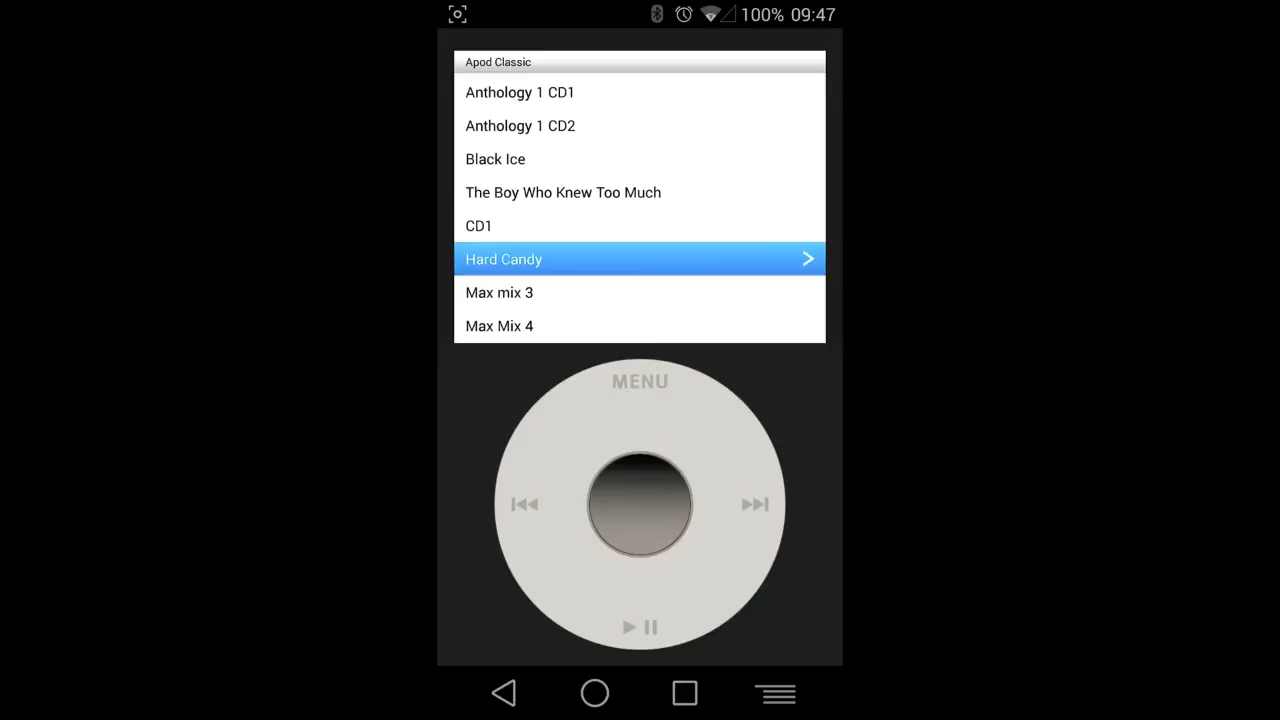 100% 09:47
Apod Classic
Anthology 1 CD1
Anthology 1 CD2
Black Ice
The Boy Who Knew Too Much
CD1
Hard Candy
Max mix 3
Max Mix 4
MENU